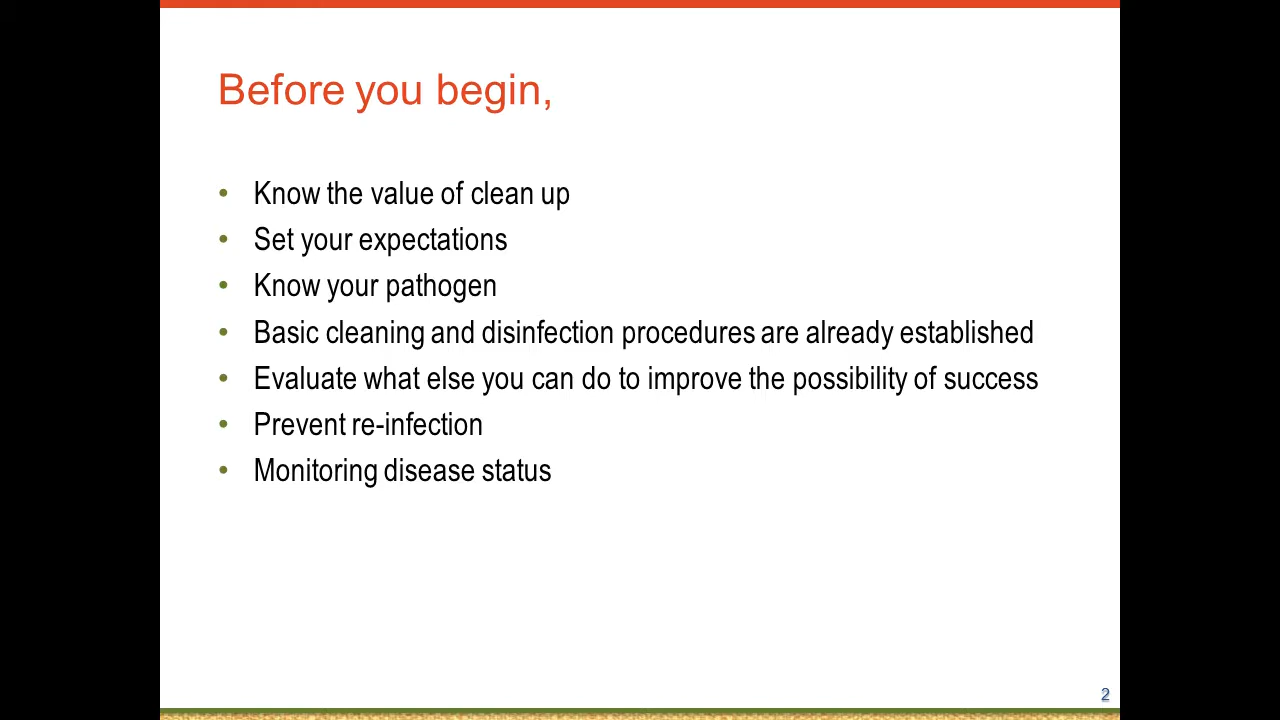 Before you begin,
• Know the value of clean up
• Set your expectations
• Know your pathogen
• Basic cleaning and disinfection procedures are already established
• Evaluate what else you can do to improve the possibility of success
• Prevent re-infection
• Monitoring disease status
2